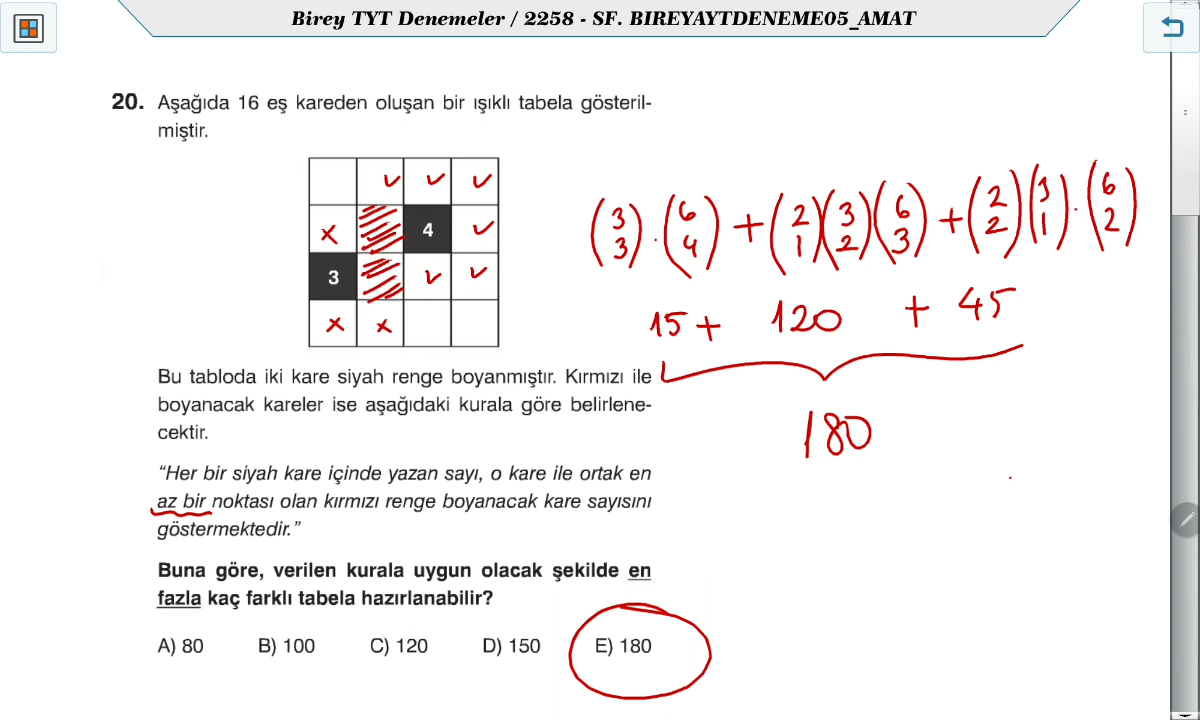 Birey TYT Denemeler / 2258 - SF. BIREYAYTDENEME05_AMAT
20. Aşağıda 16 eş kareden oluşan bir ışıklı tabela gösteril-
miştir.
4
3
(3 3) . (6 4) + (2 1)(3 2)(6 3) + (2 2)(3 1) . (6 2)
15 + 120 + 45
180
Bu tabloda iki kare siyah renge boyanmıştır. Kırmızı ile
boyanacak kareler ise aşağıdaki kurala göre belirlene-
cektir.
“Her bir siyah kare içinde yazan sayı, o kare ile ortak en
az bir noktası olan kırmızı renge boyanacak kare sayısını
göstermektedir.”
Buna göre, verilen kurala uygun olacak şekilde en
fazla kaç farklı tabela hazırlanabilir?
A) 80 B) 100 C) 120 D) 150 E) 180